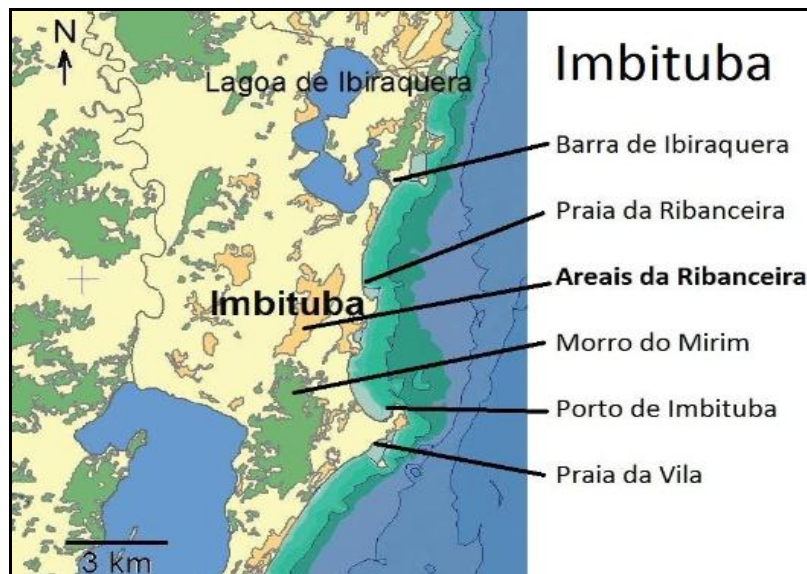 N
Lagoa de Ibiraquera
Imbituba
3 km
Imbituba
Barra de Ibiraquera
Praia da Ribanceira
Areais da Ribanceira
Morro do Mirim
Porto de Imbituba
Praia da Vila